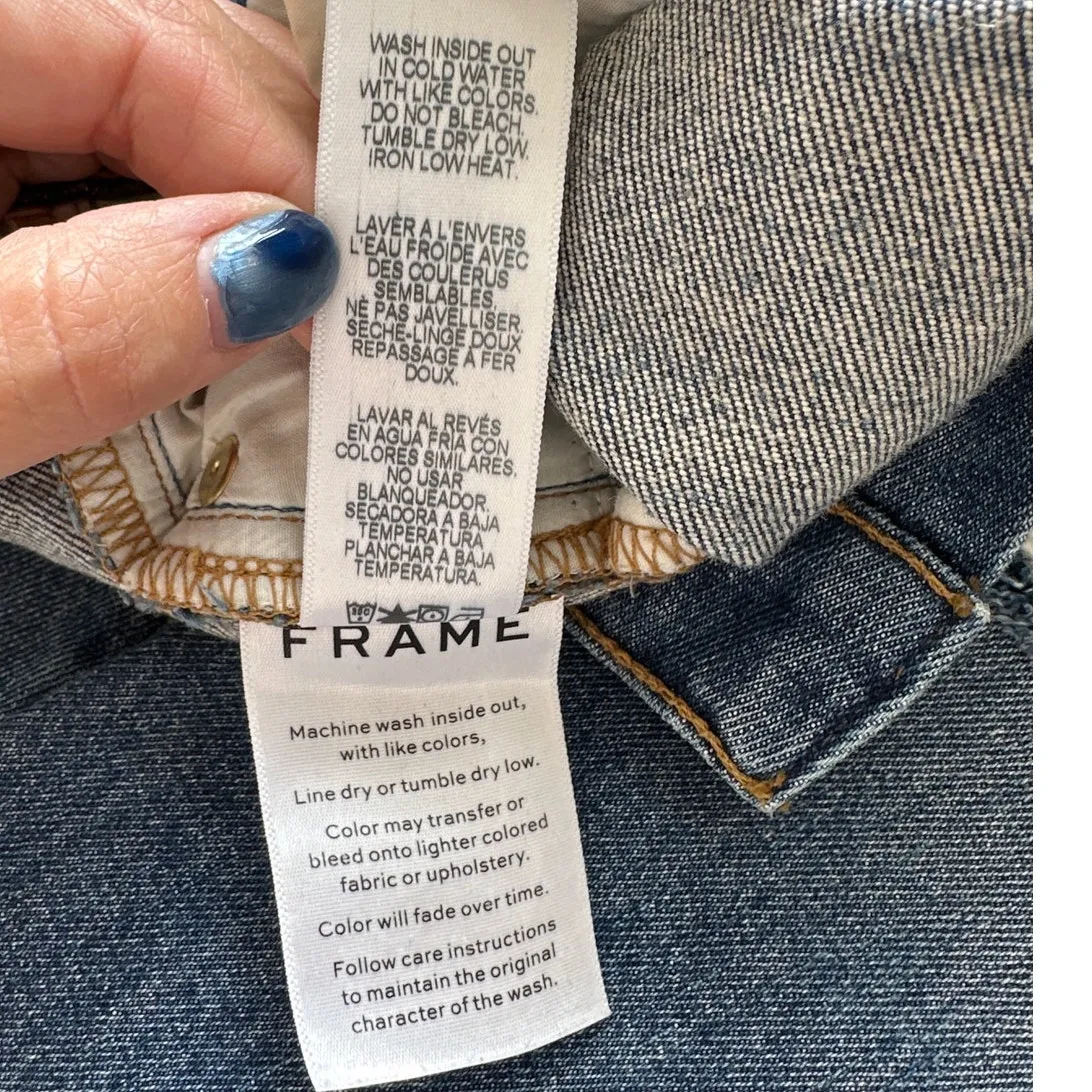 WASH INSIDE OUT
IN COLD WATER
WITH LIKE COLORS.
DO NOT BLEACH.
TUMBLE DRY LOW.
IRON LOW HEAT.
LAVER A L'ENVERS
L'EAU FROIDE AVEC
DES COULERUS
SEMBLABLES.
NE PAS JAVELLISER.
SECHE-LINGE DOUX
REPASSAGE A FER
DOUX.
LAVAR AL REVÉS
EN AGUA FRIA CON
COLORES SIMILARES.
NO USAR
BLANQUEADOR.
SECADORA A BAJA
TEMPERATURA
PLANCHAR A BAJA
TEMPERATURA.
FRAME
Machine wash inside out,
with like colors,
Line dry or tumble dry low.
Color may transfer or
bleed onto lighter colored
fabric or upholstery.
Color will fade over time.
Follow care instructions
to maintain the original
character of the wash.